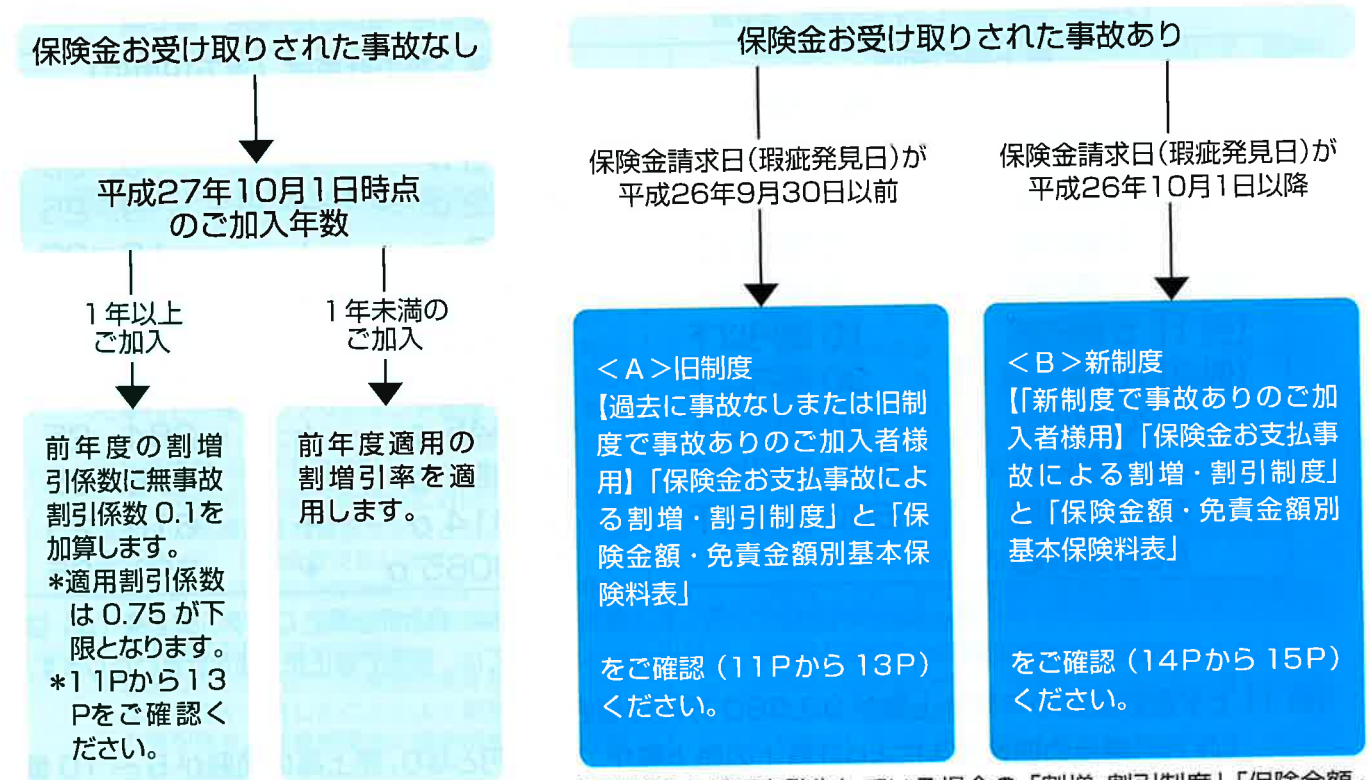 保険金お受け取りされた事故なし
平成27年10月1日時点
のご加入年数
1年以上
ご加入
1年未満の
ご加入
前年度の割増
引係数に無事故
割引係数 0.1を
加算します。
*適用割引係数
は 0.75 が下
限となります。
*11Pから13
Pをご確認く
ださい。
前年度適用の
割増引率を適
用します。
保険金お受け取りされた事故あり
保険金請求日(瑕疵発見日)が
平成26年9月30日以前
保険金請求日(瑕疵発見日)が
平成26年10月1日以降
<A>旧制度
【過去に事故なしまたは旧制
度で事故ありのご加入者様
用】「保険金お支払事故によ
る割増・割引制度」と「保
険金額・免責金額別基本保
険料表」
をご確認(11Pから13P)
ください。
<B>新制度
【「新制度で事故ありのご加
入者様用】「保険金お支払事
故による割増・割引制度」
と「保険金額・免責金額別
基本保険料表」
をご確認(14Pから15P)
ください。